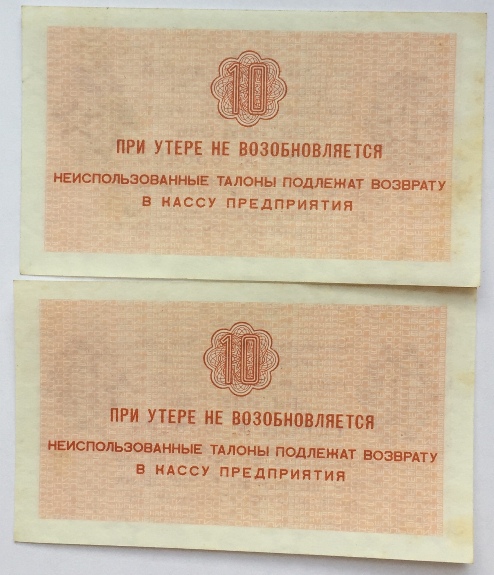 10
ПРИ УТЕРЕ НЕ ВОЗОБНОВЛЯЕТСЯ
НЕИСПОЛЬЗОВАННЫЕ ТАЛОНЫ ПОДЛЕЖАТ ВОЗВРАТУ
В КАССУ ПРЕДПРИЯТИЯ
10
ПРИ УТЕРЕ НЕ ВОЗОБНОВЛЯЕТСЯ
НЕИСПОЛЬЗОВАННЫЕ ТАЛОНЫ ПОДЛЕЖАТ ВОЗВРАТУ
В КАССУ ПРЕДПРИЯТИЯ